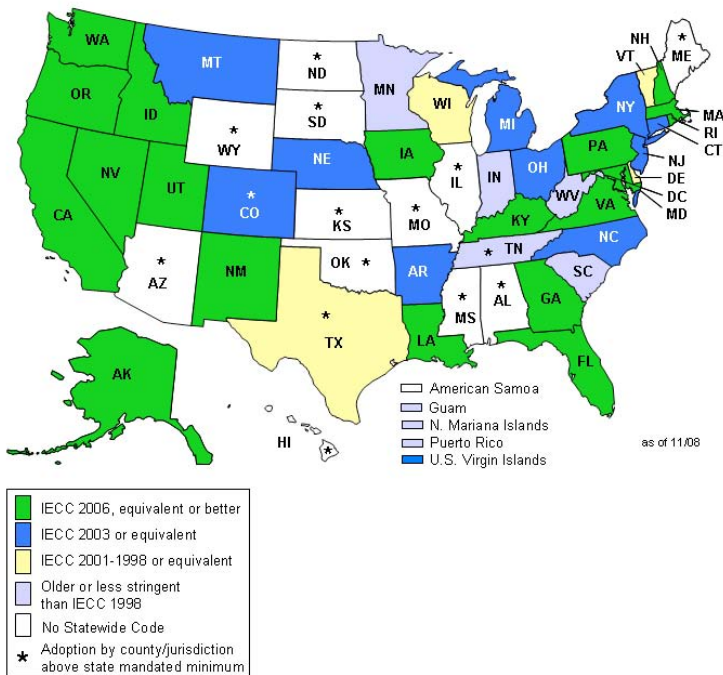 WA
MT
ND
*
MN
VT
NH
*
ME
OR
ID
*
SD
WI
NY
MA
RI
CT
*
WY
MI
NV
NE
IA
PA
NJ
CA
UT
*
CO
*
IL
IN
OH
DE
DC
MD
*
KS
*
MO
WV
VA
KY
*
AZ
NM
OK *
AR
* TN
NC
SC
*
TX
*
MS
*
AL
GA
LA
FL
AK
HI
*
American Samoa
Guam
N. Mariana Islands
Puerto Rico
U.S. Virgin Islands
as of 11/08
IECC 2006, equivalent or better
IECC 2003 or equivalent
IECC 2001-1998 or equivalent
Older or less stringent
than IECC 1998
No Statewide Code
* Adoption by county/jurisdiction
above state mandated minimum